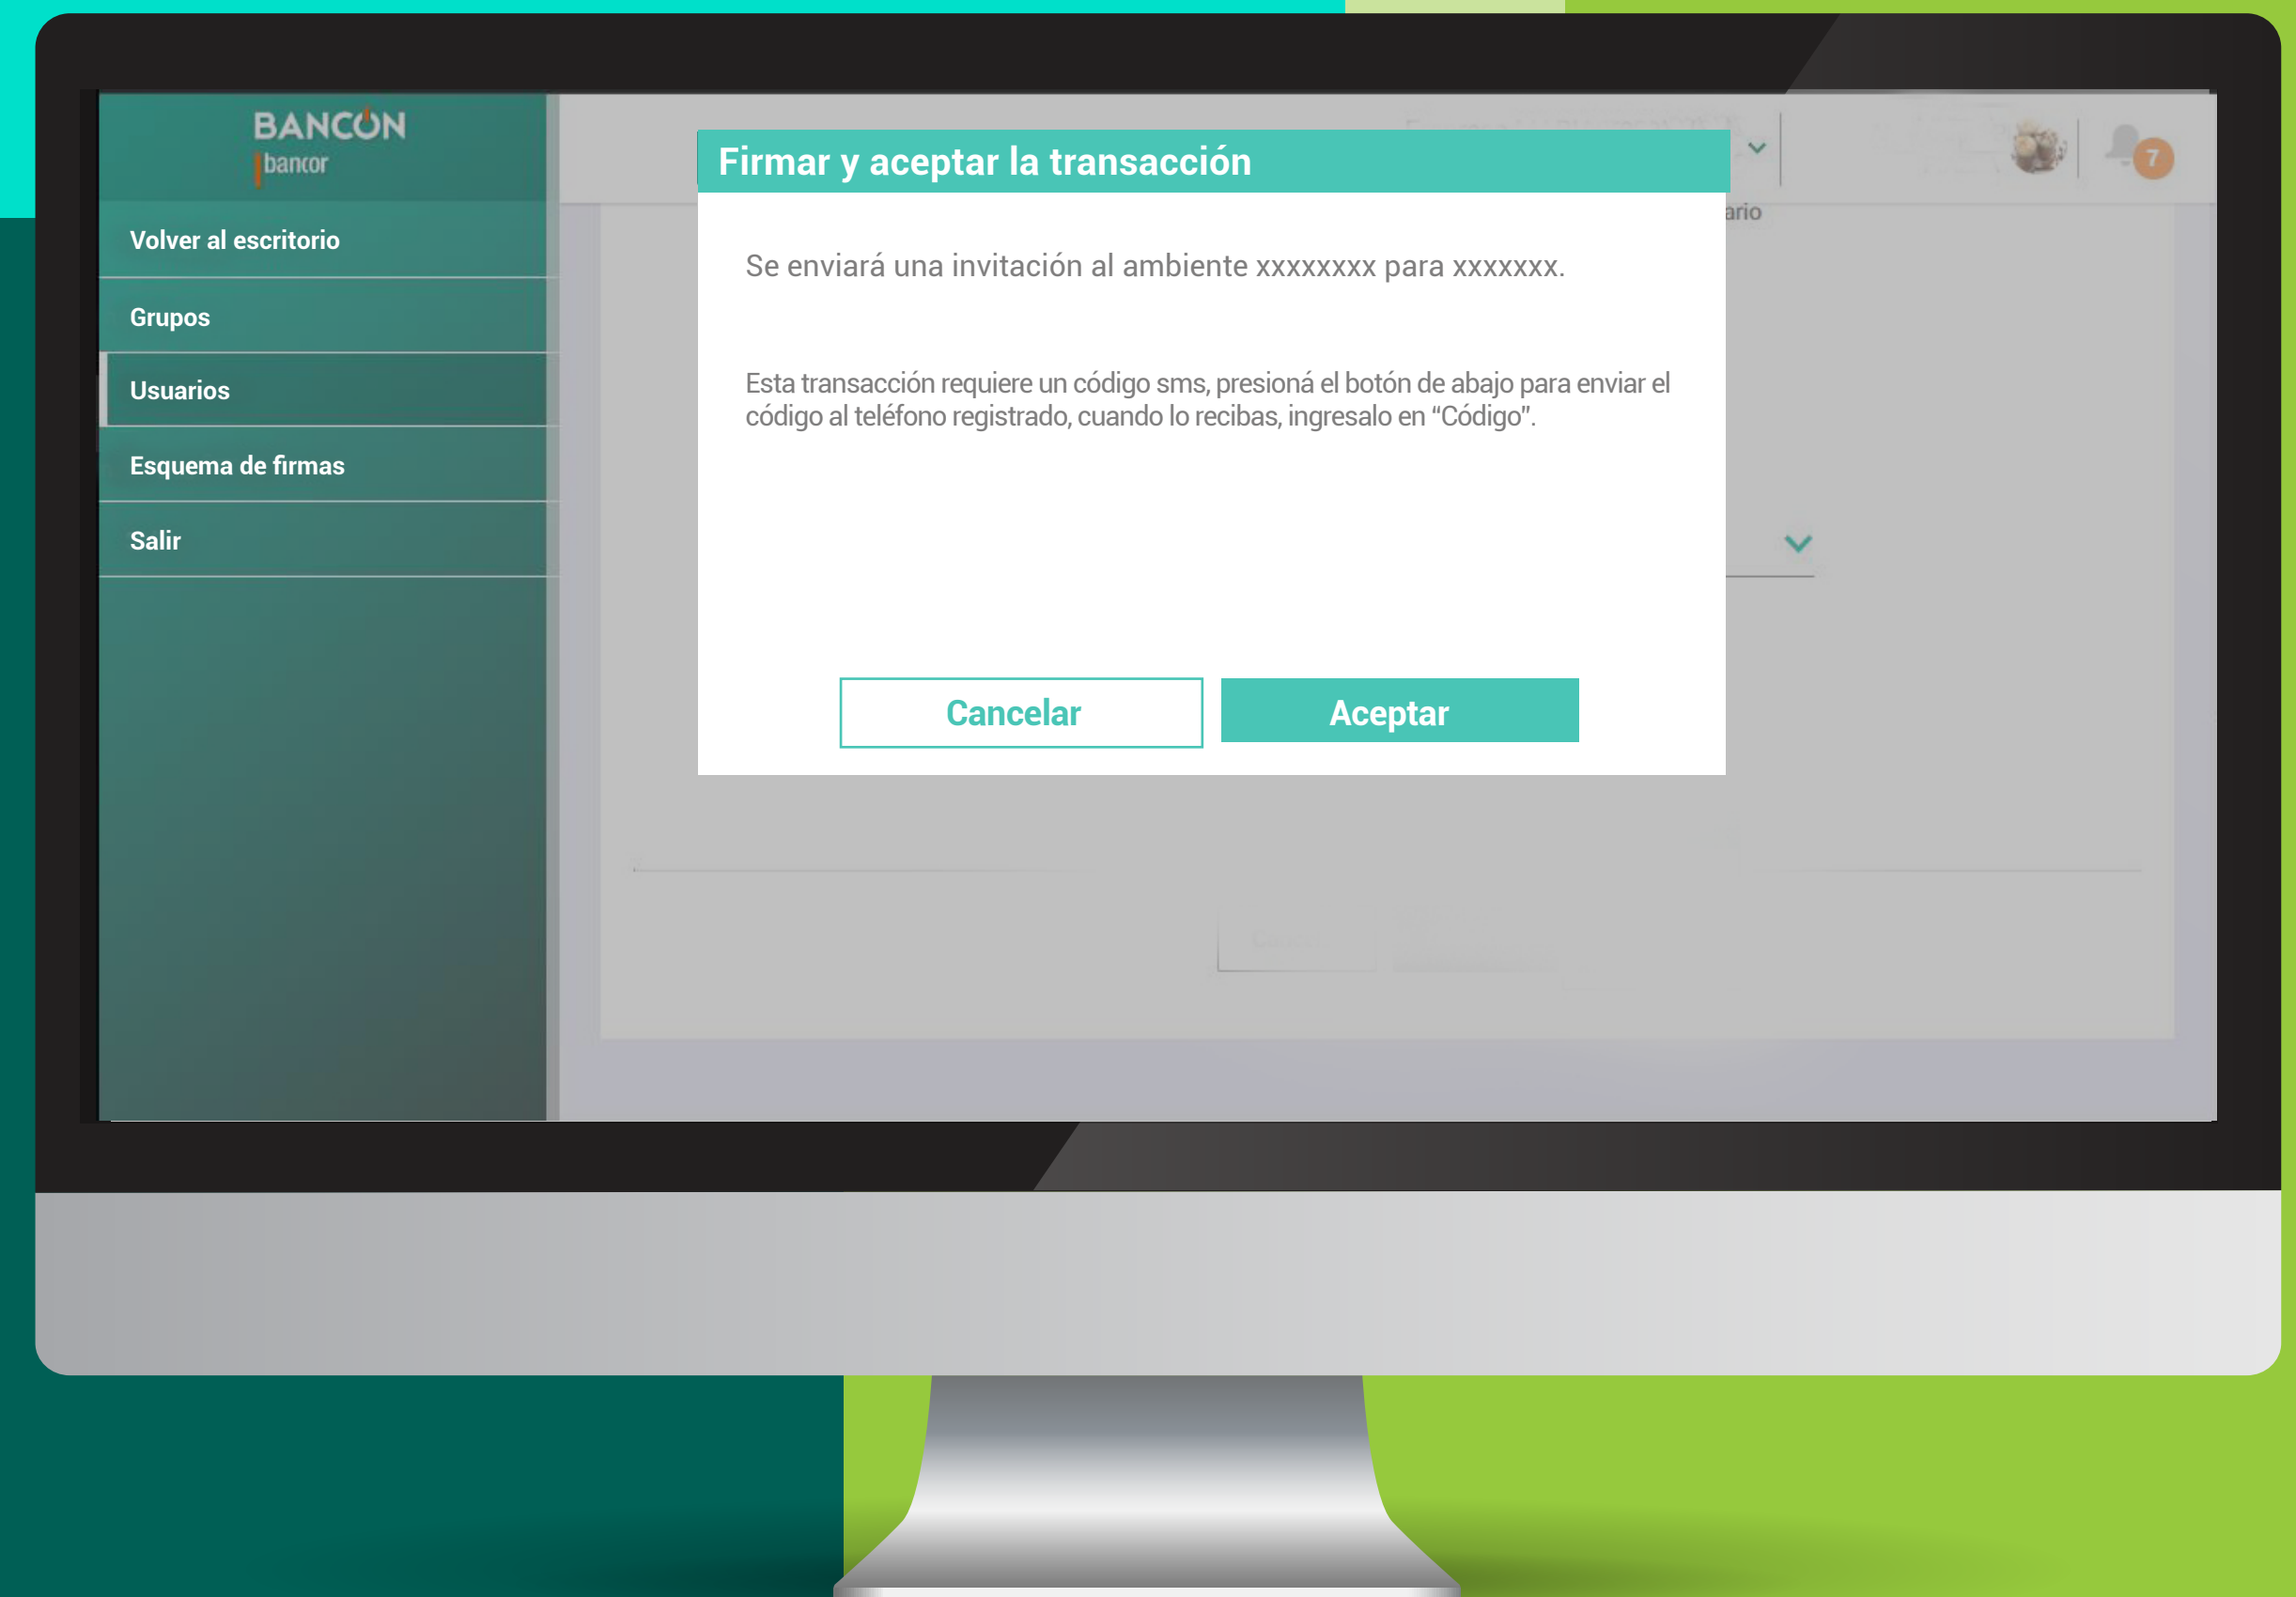 BANCÓN
bancor
Volver al escritorio
Grupos
Usuarios
Esquema de firmas
Salir
7
ario
Firmar y aceptar la transacción
Se enviará una invitación al ambiente xxxxxxxx para xxxxxxx.
Esta transacción requiere un código sms, presioná el botón de abajo para enviar el
código al teléfono registrado, cuando lo recibas, ingresalo en “Código”.
Cancelar
Aceptar